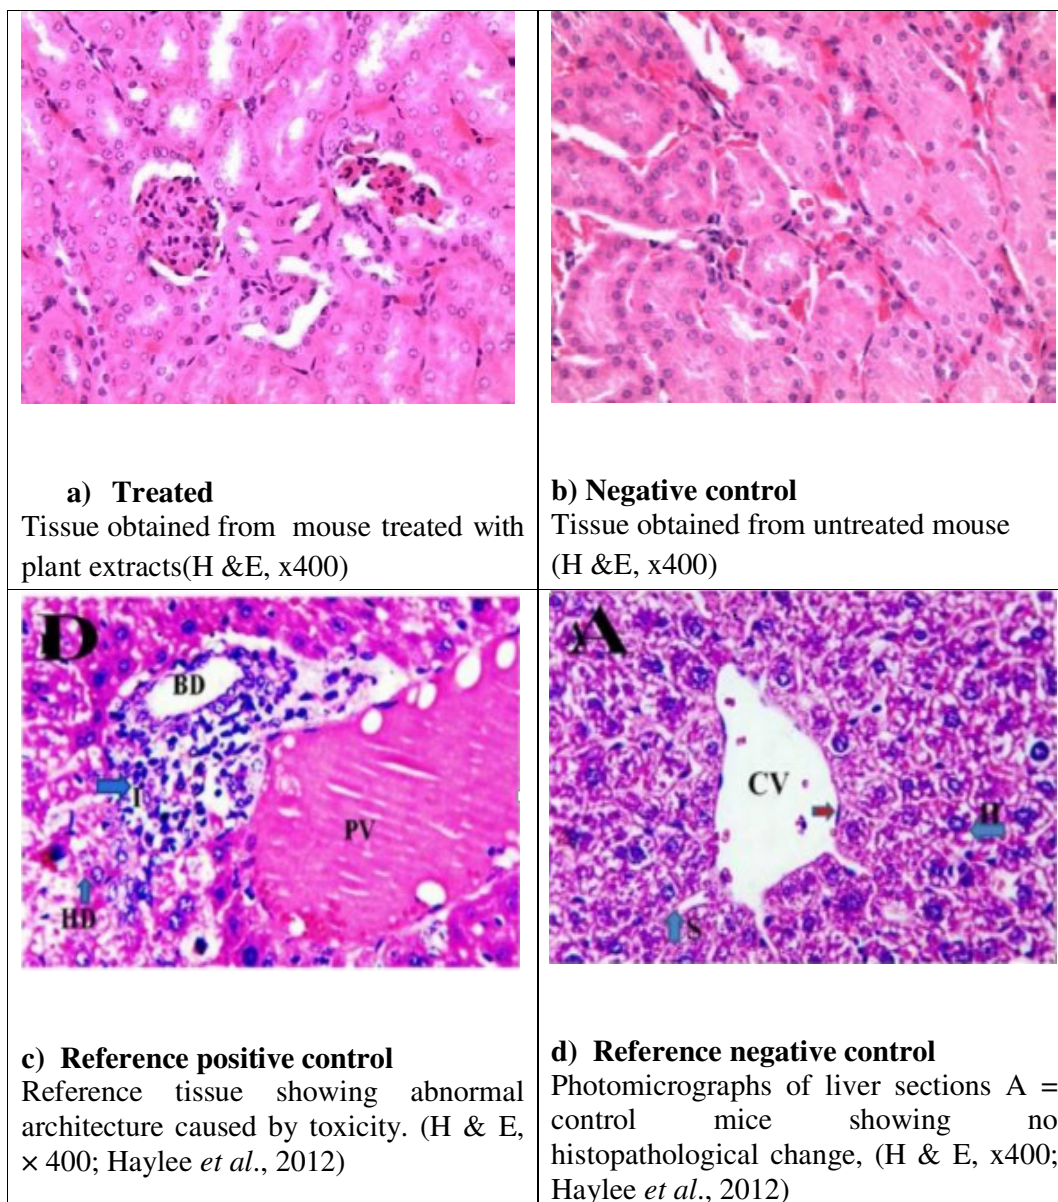 a) Treated
Tissue obtained from mouse treated with
plant extracts(H &E, x400)
b) Negative control
Tissue obtained from untreated mouse
(H &E, x400)
D
BD
I
PV
HD
A
CV
H
S
c) Reference positive control
Reference tissue showing abnormal
architecture caused by toxicity. (H & E,
× 400; Haylee et al., 2012)
d) Reference negative control
Photomicrographs of liver sections A =
control mice showing no
histopathological change, (H & E, x400;
Haylee et al., 2012)